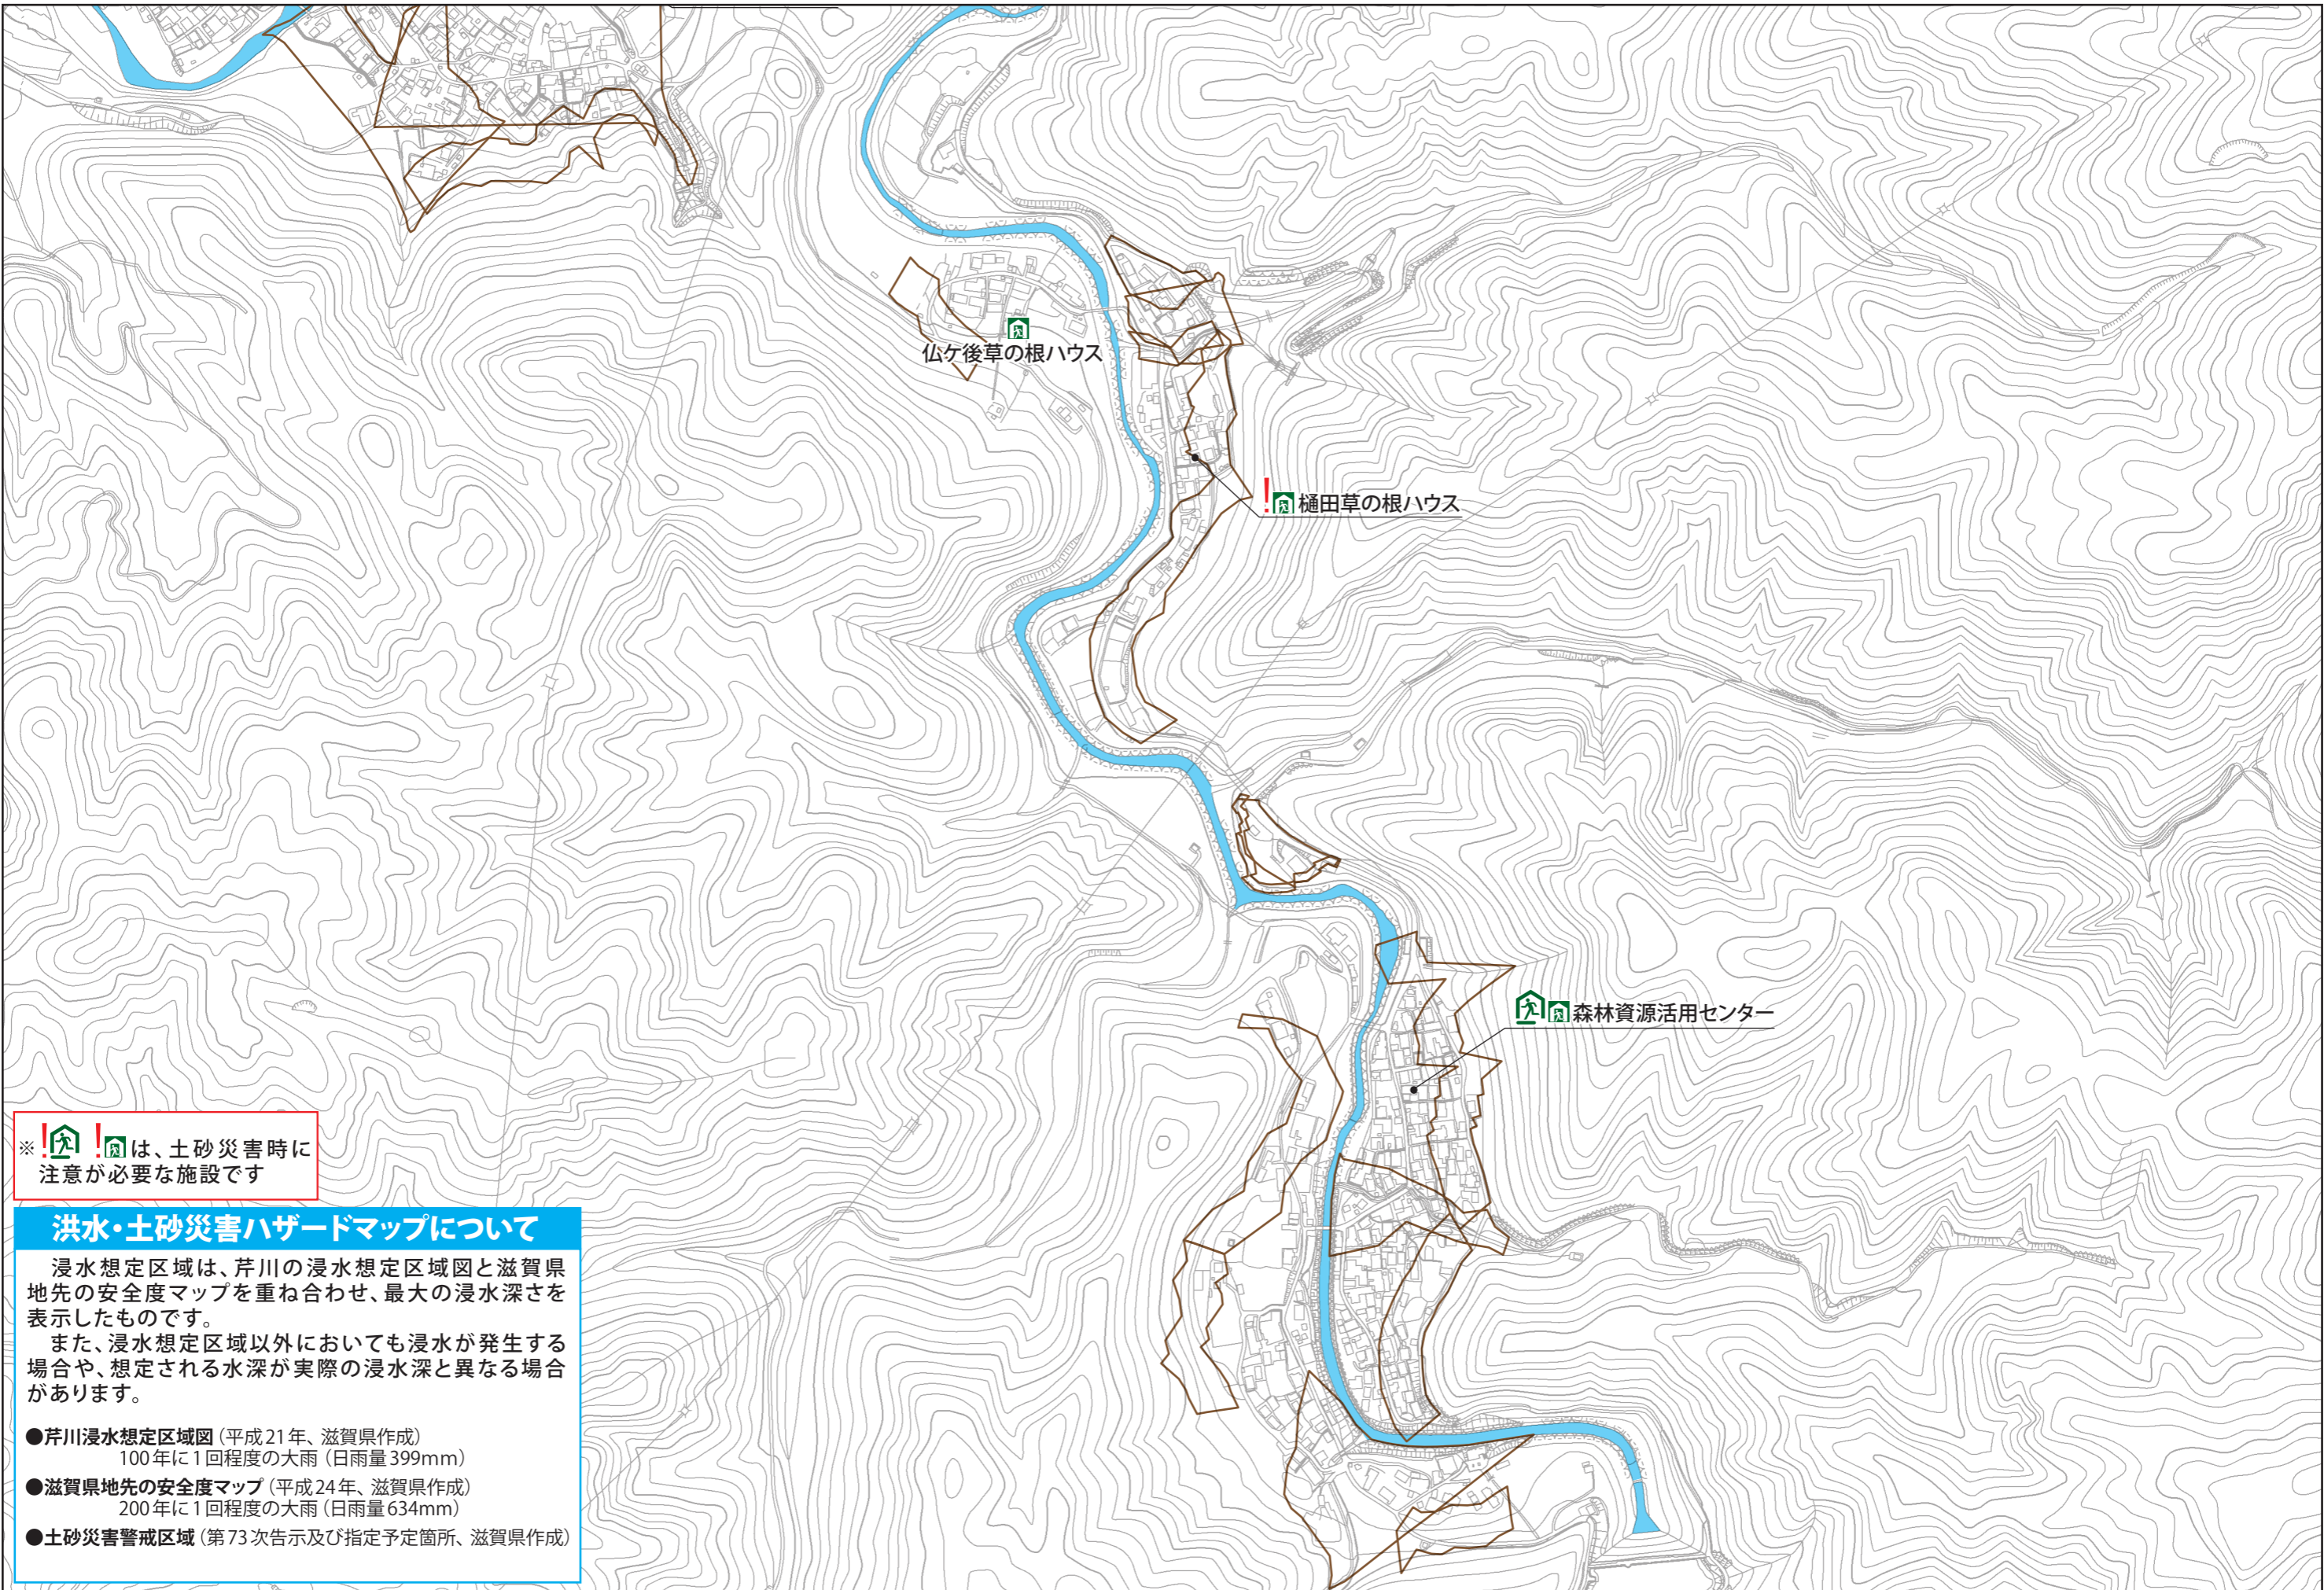 仏ケ後草の根ハウス
樋田草の根ハウス
森林資源活用センター
※は、土砂災害時に
注意が必要な施設です
洪水・土砂災害ハザードマップについて
浸水想定区域は、芹川の浸水想定区域図と滋賀県
地先の安全度マップを重ね合わせ、最大の浸水深さを
表示したものです。
また、浸水想定区域以外においても浸水が発生する
場合や、想定される水深が実際の浸水深と異なる場合
があります。
●芹川浸水想定区域図（平成21年、滋賀県作成）
100年に1回程度の大雨（日雨量399mm）
●滋賀県地先の安全度マップ（平成24年、滋賀県作成）
200年に1回程度の大雨（日雨量634mm）
●土砂災害警戒区域（第73次告示及び指定予定箇所、滋賀県作成）